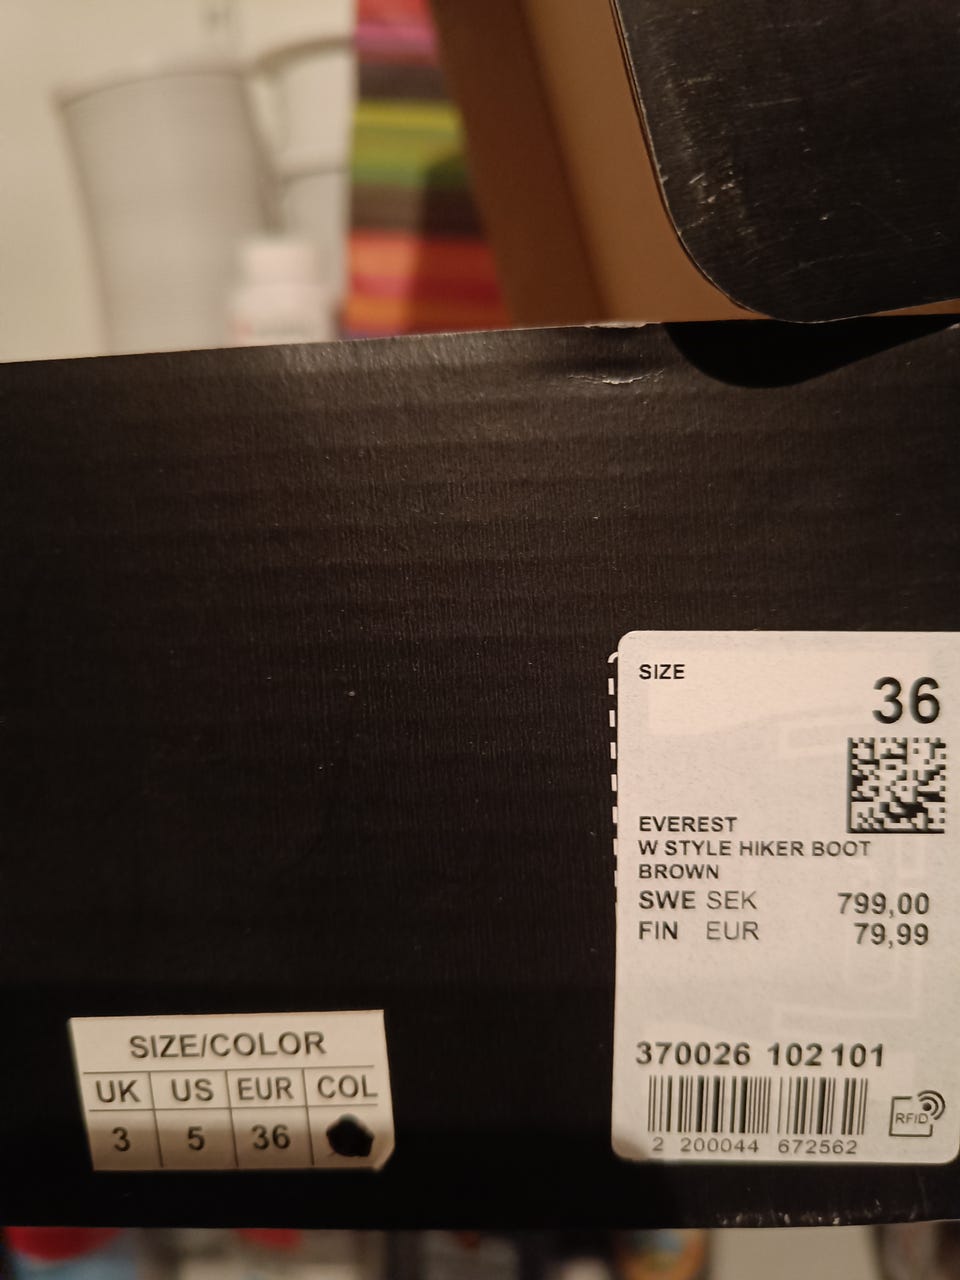 SIZE
36
EVEREST
W STYLE HIKER BOOT
BROWN
SWE SEK 799,00
FIN EUR 79,99
370026 102101
RFID
2 200044 672562
SIZE/COLOR
UK US EUR COL
3 5 36